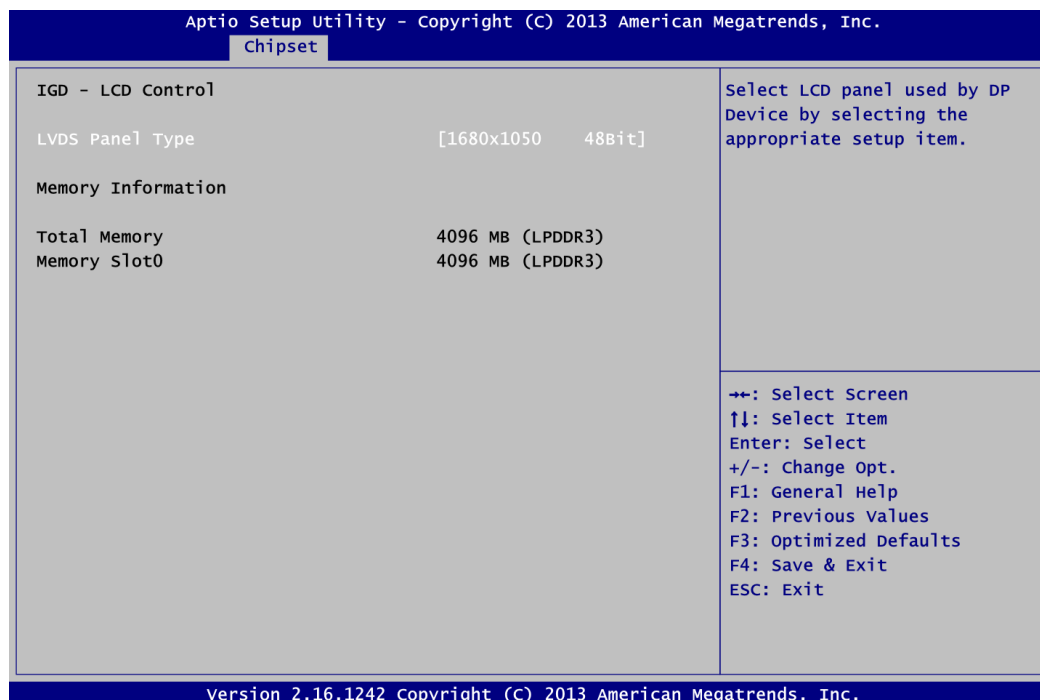 Aptio Setup Utility – Copyright (C) 2013 American Megatrends, Inc.
Chipset
IGD – LCD Control
LVDS Panel Type [1680x1050 48Bit]
Memory Information
Total Memory 4096 MB (LPDDR3)
Memory Slot0 4096 MB (LPDDR3)
Select LCD panel used by DP
Device by selecting the
appropriate setup item.
→←: Select Screen
↑↓: Select Item
Enter: Select
+/–: Change Opt.
F1: General Help
F2: Previous Values
F3: Optimized Defaults
F4: Save & Exit
ESC: Exit
Version 2.16.1242 Copyright (C) 2013 American Megatrends, Inc.